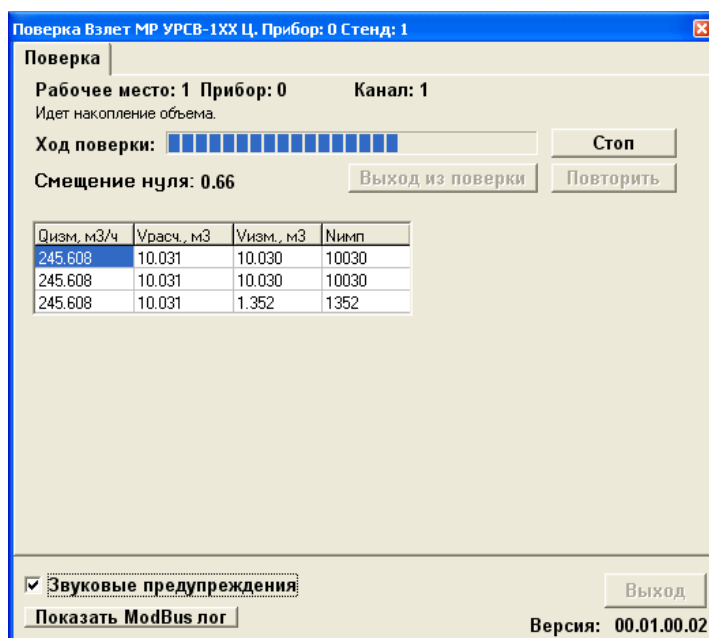 Поверка Взлет МР УРСВ-1ХХ Ц. Прибор: 0 Стенд: 1
Поверка
Рабочее место: 1 Прибор: 0 Канал: 1
Идет накопление объема.
Ход поверки: Стоп
Смещение нуля: 0.66 Выход из поверки Повторить
Qизм, м3/ч Vрасч., м3 Vизм., м3 Nимп
245.608 10.031 10.030 10030
245.608 10.031 10.030 10030
245.608 10.031 1.352 1352
Звуковые предупреждения
Выход
Показать ModBus лог
Версия: 00.01.00.02